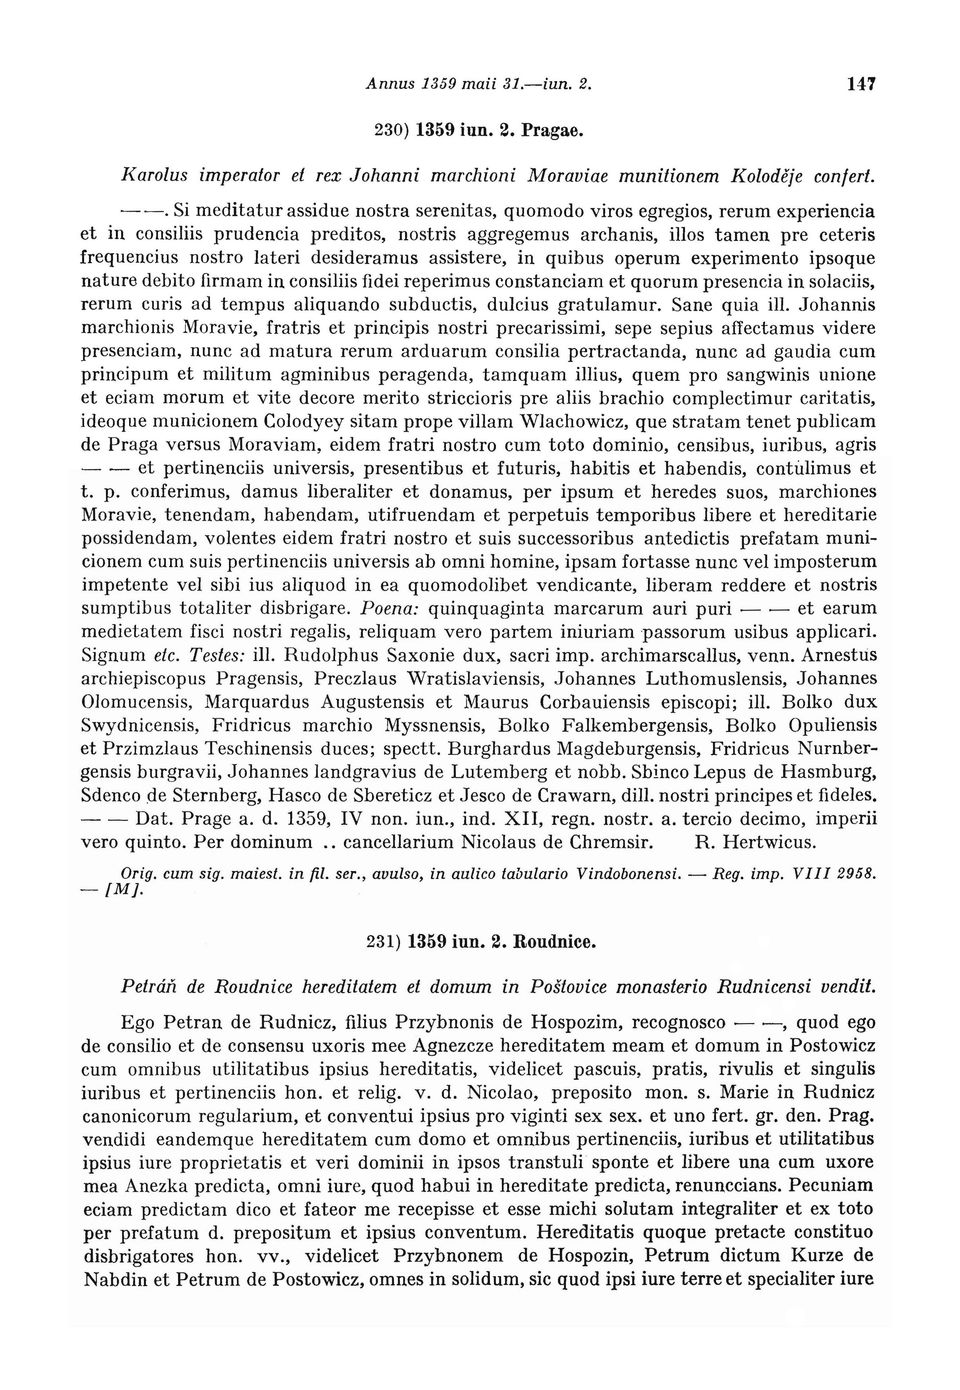 Annus 1359 maii 31.—iun. 2. 147
230) 1359 iun. 2. Pragae.
Karolus imperator et rex Johanni marchioni Moraviae munitionem Koloděje confert.
— —. Si meditatur assidue nostra serenitas, quomodo viros egregios, rerum experiencia
et in consiliis prudencia preditos, nostris aggregemus archanis, illos tamen pre ceteris
frequencius nostro lateri desideramus assistere, in quibus operum experimento ipsoque
nature debito firmam in consiliis fidei reperimus constanciam et quorum presencia in solaciis,
rerum curis ad tempus aliquando subductis, dulcius gratulamur. Sane quia ill. Johannis
marchionis Moravie, fratris et principis nostri precarissimi, sepe sepius affectamus videre
presenciam, nunc ad matura rerum arduarum consilia pertractanda, nunc ad gaudia cum
principum et militum agminibus peragenda, tamquam illius, quem pro sangwinis unione
et eciam morum et vite decore merito striccioris pre aliis brachio complectimur caritatis,
ideoque municionem Colodyey sitam prope villam Wlachowicz, que stratam tenet publicam
de Praga versus Moraviam, eidem fratri nostro cum toto dominio, censibus, iuribus, agris
— — et pertinenciis universis, presentibus et futuris, habitis et habendis, contulimus et
t. p. conferimus, damus liberaliter et donamus, per ipsum et heredes suos, marchiones
Moravie, tenendam, habendam, utifruendam et perpetuis temporibus libere et hereditarie
possidendam, volentes eidem fratri nostro et suis successoribus antedictis prefatam muni-
cionem cum suis pertinenciis universis ab omni homine, ipsam fortasse nunc vel imposterum
impetente vel sibi ius aliquod in ea quomodolibet vendicante, liberam reddere et nostris
sumptibus totaliter disbrigare. Poena: quinquaginta marcarum auri puri — — et earum
medietatem fisci nostri regalis, reliquam vero partem iniuriam passorum usibus applicari.
Signum etc. Testes: ill. Rudolphus Saxonie dux, sacri imp. archimarscallus, venn. Arnestus
archiepiscopus Pragensis, Preczlaus Wratislaviensis, Johannes Luthomuslensis, Johannes
Olomucensis, Marquardus Augustensis et Maurus Corbauiensis episcopi; ill. Bolko dux
Swydnicensis, Fridricus marchio Myssnensis, Bolko Falkembergensis, Bolko Opuliensis
et Przimzlaus Teschinensis duces; spectt. Burghardus Magdeburgensis, Fridricus Nurnber-
gensis burgravii, Johannes landgravius de Lutemberg et nobb. Sbinco Lepus de Hasmburg,
Sdenco de Sternberg, Hasco de Sbereticz et Jesco de Crawarn, dill. nostri principes et fideles.
— — Dat. Prage a. d. 1359, IV non. iun., ind. XII, regn. nostr. a. tercio decimo, imperii
vero quinto. Per dominum .. cancellarium Nicolaus de Chremsir. R. Hertwicus.
Orig. cum sig. maiest. in fil. ser., avulso, in aulico tabulario Vindobonensi. — Reg. imp. VIII 2958.
— [M].
231) 1359 iun. 2. Roudnice.
Petráň de Roudnice hereditatem et domum in Poštovice monasterio Rudnicensi vendit.
Ego Petran de Rudnicz, filius Przybnonis de Hospozim, recognosco — —, quod ego
de consilio et de consensu uxoris mee Agnezcze hereditatem meam et domum in Postowicz
cum omnibus utilitatibus ipsius hereditatis, videlicet pascuis, pratis, rivulis et singulis
iuribus et pertinenciis hon. et relig. v. d. Nicolao, preposito mon. s. Marie in Rudnicz
canonicorum regularium, et conventui ipsius pro viginti sex sex. et uno fert. gr. den. Prag.
vendidi eandemque hereditatem cum domo et omnibus pertinenciis, iuribus et utilitatibus
ipsius iure proprietatis et veri dominii in ipsos transtuli sponte et libere una cum uxore
mea Anezka predicta, omni iure, quod habui in hereditate predicta, renunccians. Pecuniam
eciam predictam dico et fateor me recepisse et esse michi solutam integraliter et ex toto
per prefatum d. prepositum et ipsius conventum. Hereditatis quoque pretacte constituo
disbrigatores hon. vv., videlicet Przybnonem de Hospozin, Petrum dictum Kurze de
Nabdin et Petrum de Postowicz, omnes in solidum, sic quod ipsi iure terre et specialiter iure